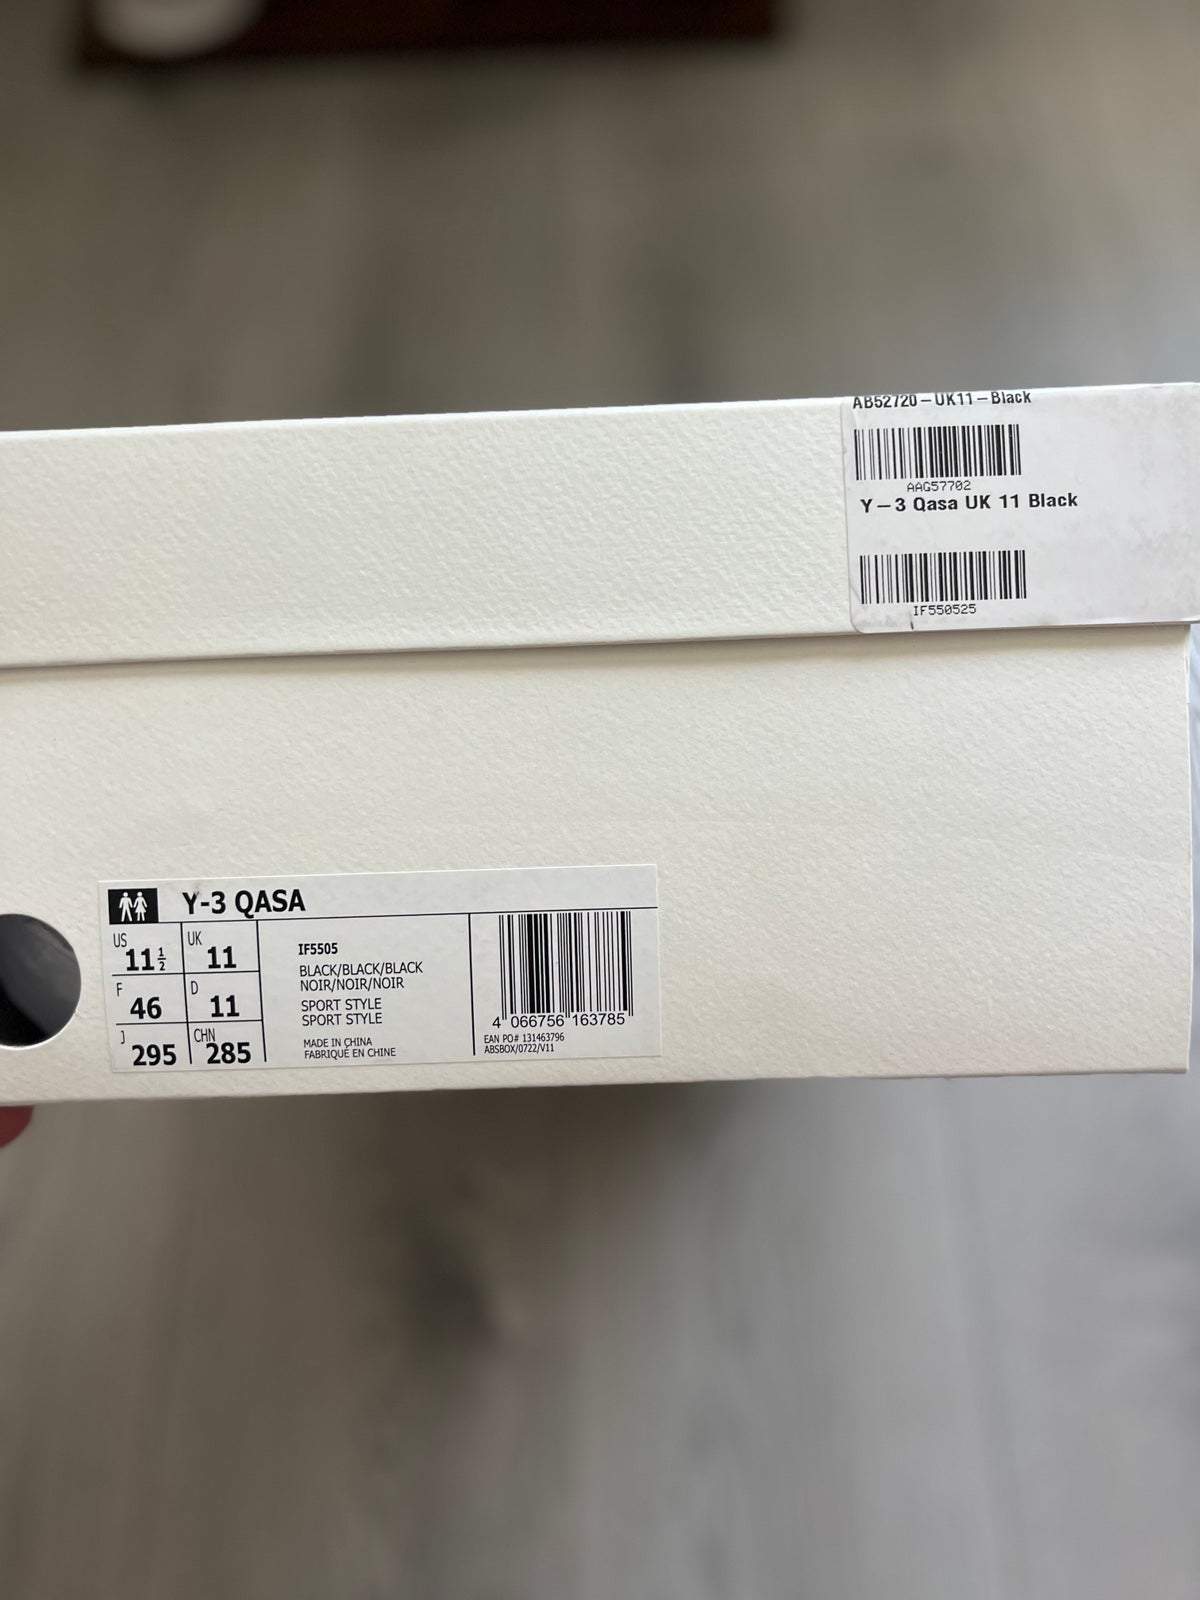 AB52720-UK11-Black
AAG57702
Y-3 Qasa UK 11 Black
IF550525
Y-3 QASA
US 11 1/2
UK 11
F 46
D 11
J 295
CHN 285
IF5505
BLACK/BLACK/BLACK
NOIR/NOIR/NOIR
SPORT STYLE
SPORT STYLE
MADE IN CHINA
FABRIQUÉ EN CHINE
4 066756 163785
EAN PO# 131463796
ABSBOX/0722/V11